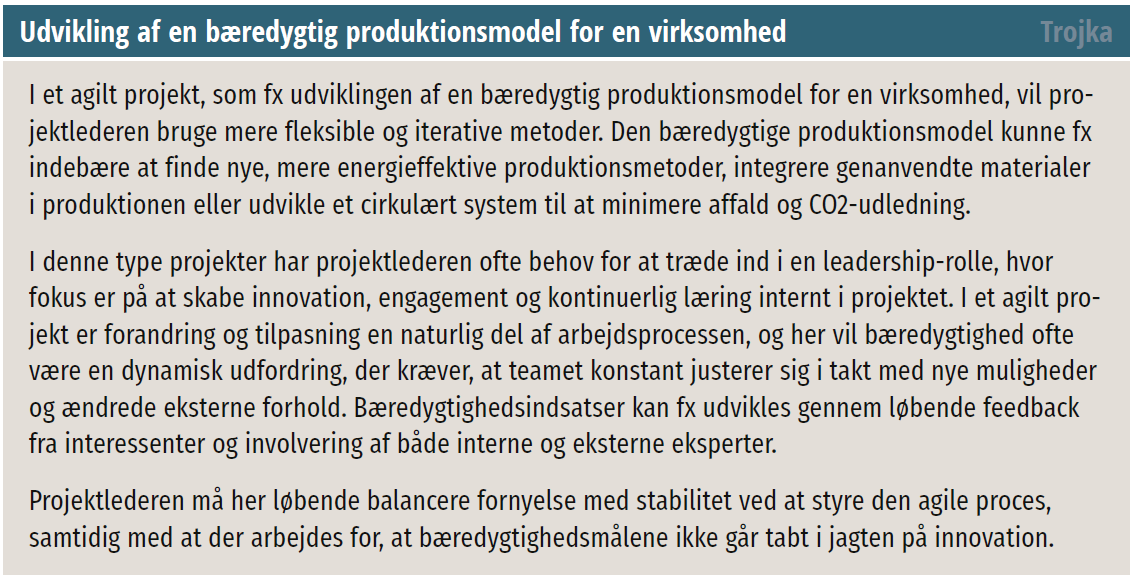 Udvikling af en bæredygtig produktionsmodel for en virksomhed Trojka
I et agilt projekt, som fx udviklingen af en bæredygtig produktionsmodel for en virksomhed, vil pro-
jektlederen bruge mere fleksible og iterative metoder. Den bæredygtige produktionsmodel kunne fx
indebære at finde nye, mere energieffektive produktionsmetoder, integrere genanvendte materialer
i produktionen eller udvikle et cirkulært system til at minimere affald og CO2-udledning.
I denne type projekter har projektlederen ofte behov for at træde ind i en leadership-rolle, hvor
fokus er på at skabe innovation, engagement og kontinuerlig læring internt i projektet. I et agilt pro-
jekt er forandring og tilpasning en naturlig del af arbejdsprocessen, og her vil bæredygtighed ofte
være en dynamisk udfordring, der kræver, at teamet konstant justerer sig i takt med nye muligheder
og ændrede eksterne forhold. Bæredygtighedsindsatser kan fx udvikles gennem løbende feedback
fra interessenter og involvering af både interne og eksterne eksperter.
Projektlederen må her løbende balancere fornyelse med stabilitet ved at styre den agile proces,
samtidig med at der arbejdes for, at bæredygtighedsmålene ikke går tabt i jagten på innovation.